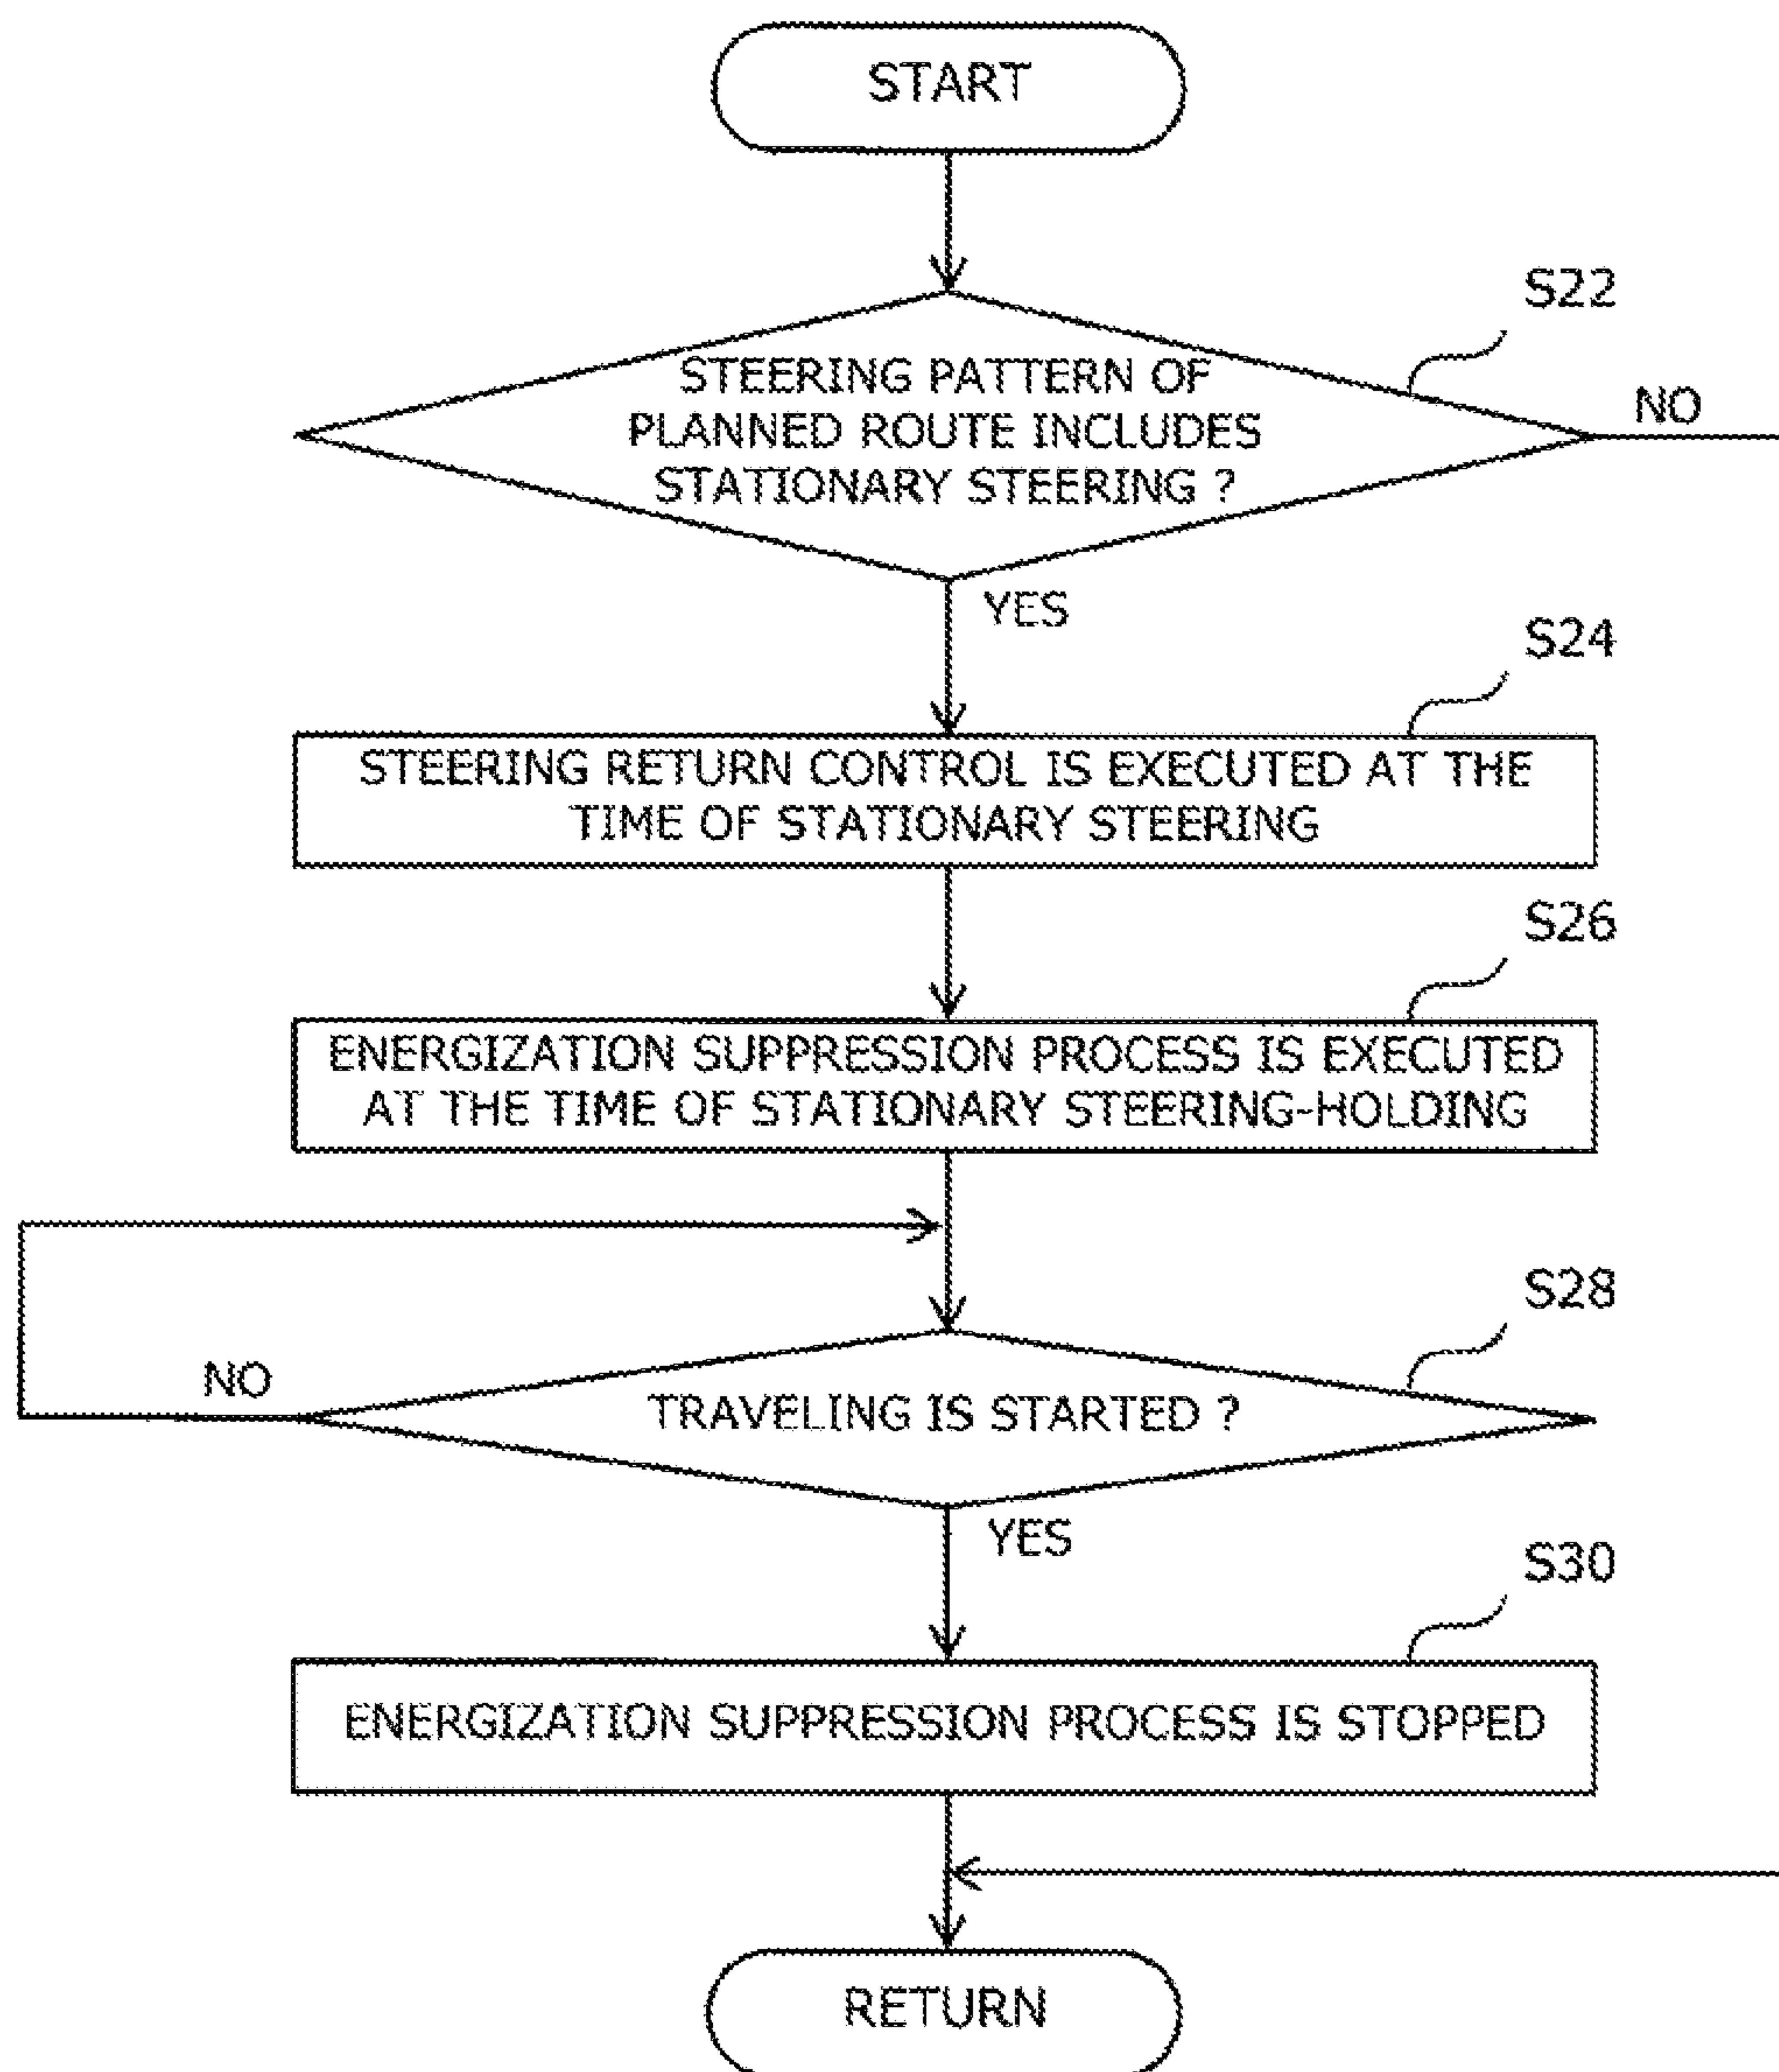 START
S22
STEERING PATTERN OF
PLANNED ROUTE INCLUDES
STATIONARY STEERING ?
NO
YES
S24
STEERING RETURN CONTROL IS EXECUTED AT THE
TIME OF STATIONARY STEERING
S26
ENERGIZATION SUPPRESSION PROCESS IS EXECUTED
AT THE TIME OF STATIONARY STEERING-HOLDING
S28
NO
TRAVELING IS STARTED ?
YES
S30
ENERGIZATION SUPPRESSION PROCESS IS STOPPED
RETURN